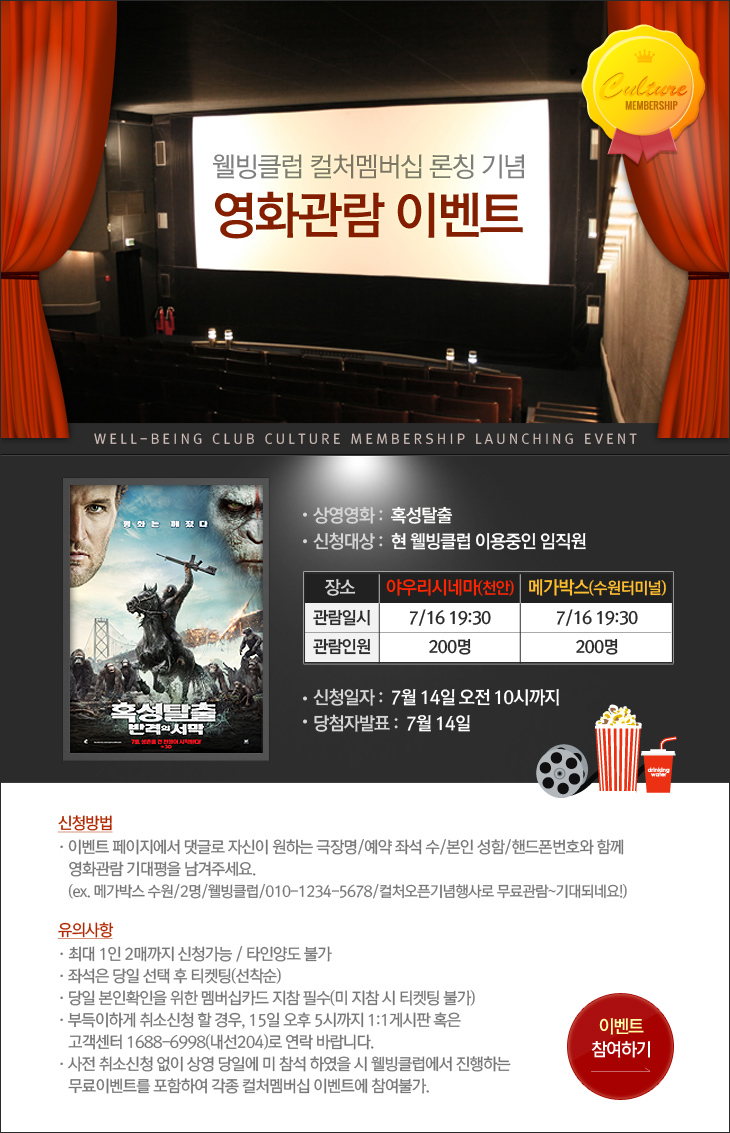 Culture
MEMBERSHIP
웰빙클럽 컬처멤버십 론칭 기념
영화관람 이벤트
WELL-BEING CLUB CULTURE MEMBERSHIP LAUNCHING EVENT
평화는 깨졌다
혹성탈출
반격의 서막
· 상영영화 : 혹성탈출
· 신청대상 : 현 웰빙클럽 이용중인 임직원
장소 야우리시네마(천안) 메가박스(수원터미널)
관람일시 7/16 19:30 7/16 19:30
관람인원 200명 200명
· 신청일자 : 7월 14일 오전 10시까지
· 당첨자발표 : 7월 14일
drinking
water
신청방법
· 이벤트 페이지에서 댓글로 자신이 원하는 극장명/예약 좌석 수/본인 성함/핸드폰번호와 함께
영화관람 기대평을 남겨주세요.
(ex. 메가박스 수원/2명/웰빙클럽/010-1234-5678/컬처오픈기념행사로 무료관람~기대되네요!)
유의사항
· 최대 1인 2매까지 신청가능 / 타인양도 불가
· 좌석은 당일 선택 후 티켓팅(선착순)
· 당일 본인확인을 위한 멤버십카드 지참 필수(미 지참 시 티켓팅 불가)
· 부득이하게 취소신청 할 경우, 15일 오후 5시까지 1:1게시판 혹은
고객센터 1688-6998(내선204)로 연락 바랍니다.
· 사전 취소신청 없이 상영 당일에 미 참석 하였을 시 웰빙클럽에서 진행하는
무료이벤트를 포함하여 각종 컬처멤버십 이벤트에 참여불가.
이벤트
참여하기